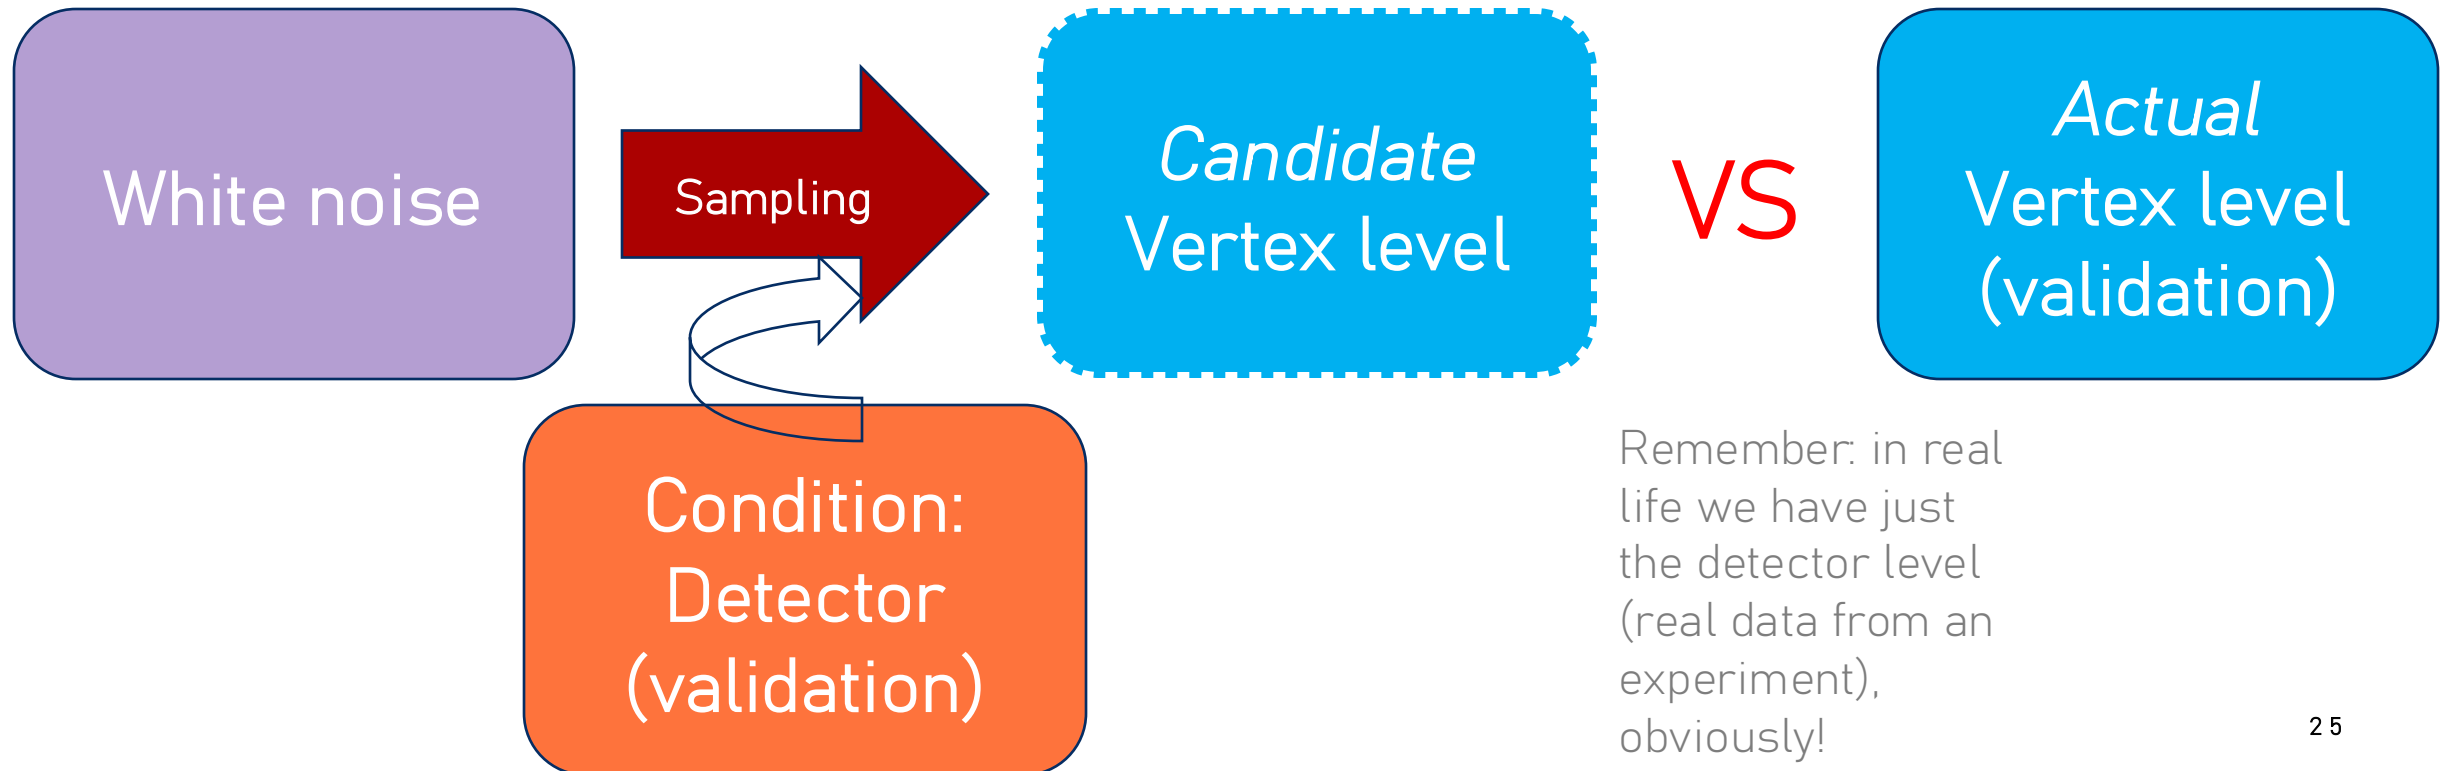 White noise
Sampling
Candidate
Vertex level
VS
Actual
Vertex level
(validation)
Condition:
Detector
(validation)
Remember: in real
life we have just
the detector level
(real data from an
experiment),
obviously!
25